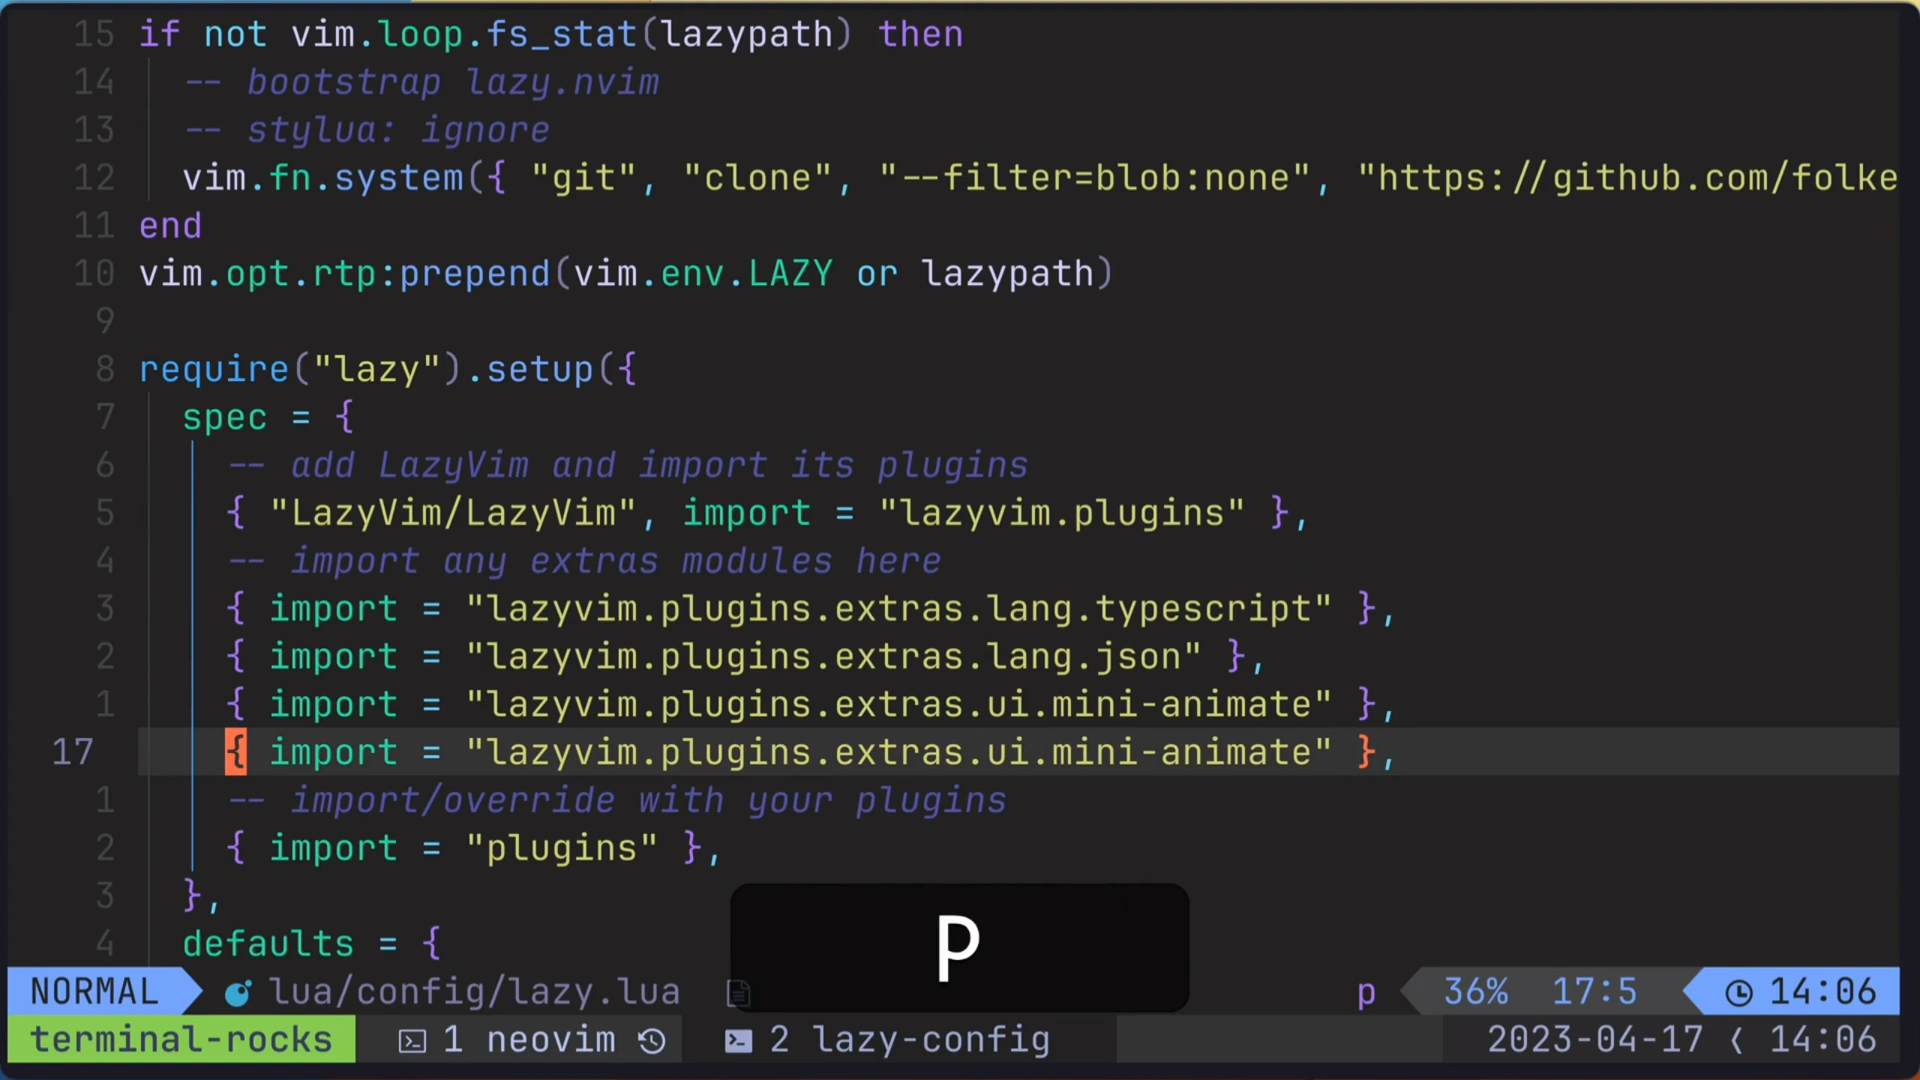 15 if not vim.loop.fs_stat(lazypath) then
14 -- bootstrap lazy.nvim
13 -- stylua: ignore
12 vim.fn.system({ "git", "clone", "--filter=blob:none", "https://github.com/folke
11 end
10 vim.opt.rtp:prepend(vim.env.LAZY or lazypath)
9
8 require("lazy").setup({
7 spec = {
6 -- add LazyVim and import its plugins
5 { "LazyVim/LazyVim", import = "lazyvim.plugins" },
4 -- import any extras modules here
3 { import = "lazyvim.plugins.extras.lang.typescript" },
2 { import = "lazyvim.plugins.extras.lang.json" },
1 { import = "lazyvim.plugins.extras.ui.mini-animate" },
17 { import = "lazyvim.plugins.extras.ui.mini-animate" },
1 -- import/override with your plugins
2 { import = "plugins" },
3 },
4 defaults = {
p
NORMAL lua/config/lazy.lua p 36% 17:5 14:06
terminal-rocks 1 neovim 2 lazy-config 2023-04-17 14:06